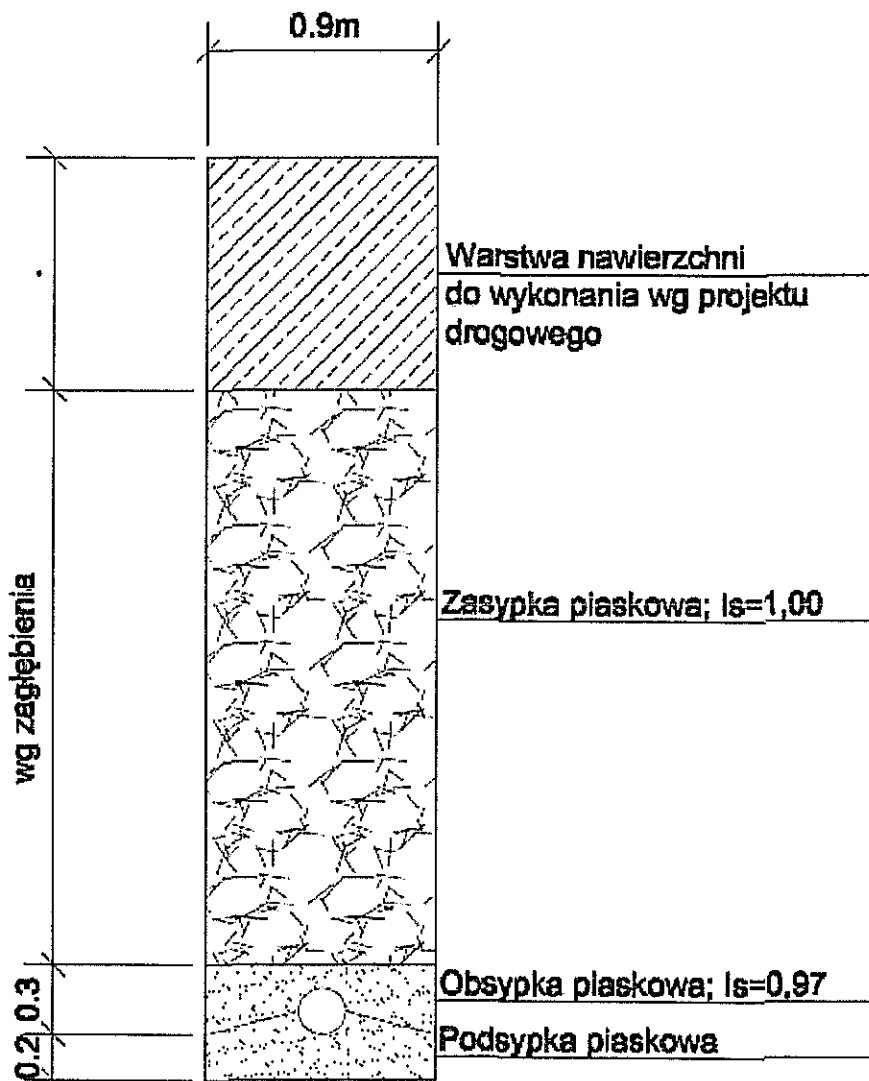 0.9m
Warstwa nawierzchni
do wykonania wg projektu
drogowego
wg zagłębienia
Zasypka piaskowa; Is=1,00
0.3
Obsypka piaskowa; Is=0,97
0.2
Podsypka piaskowa